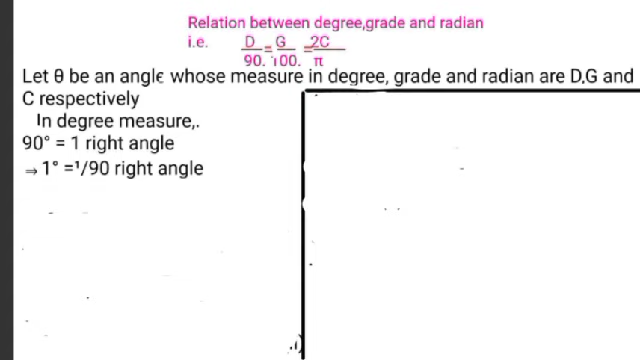 Relation between degree,grade and radian
i.e. D/90. = G/100. = 2C/π
Let θ be an angle whose measure in degree, grade and radian are D,G and
C respectively
In degree measure,.
90° = 1 right angle
⇒ 1° =¹/90 right angle